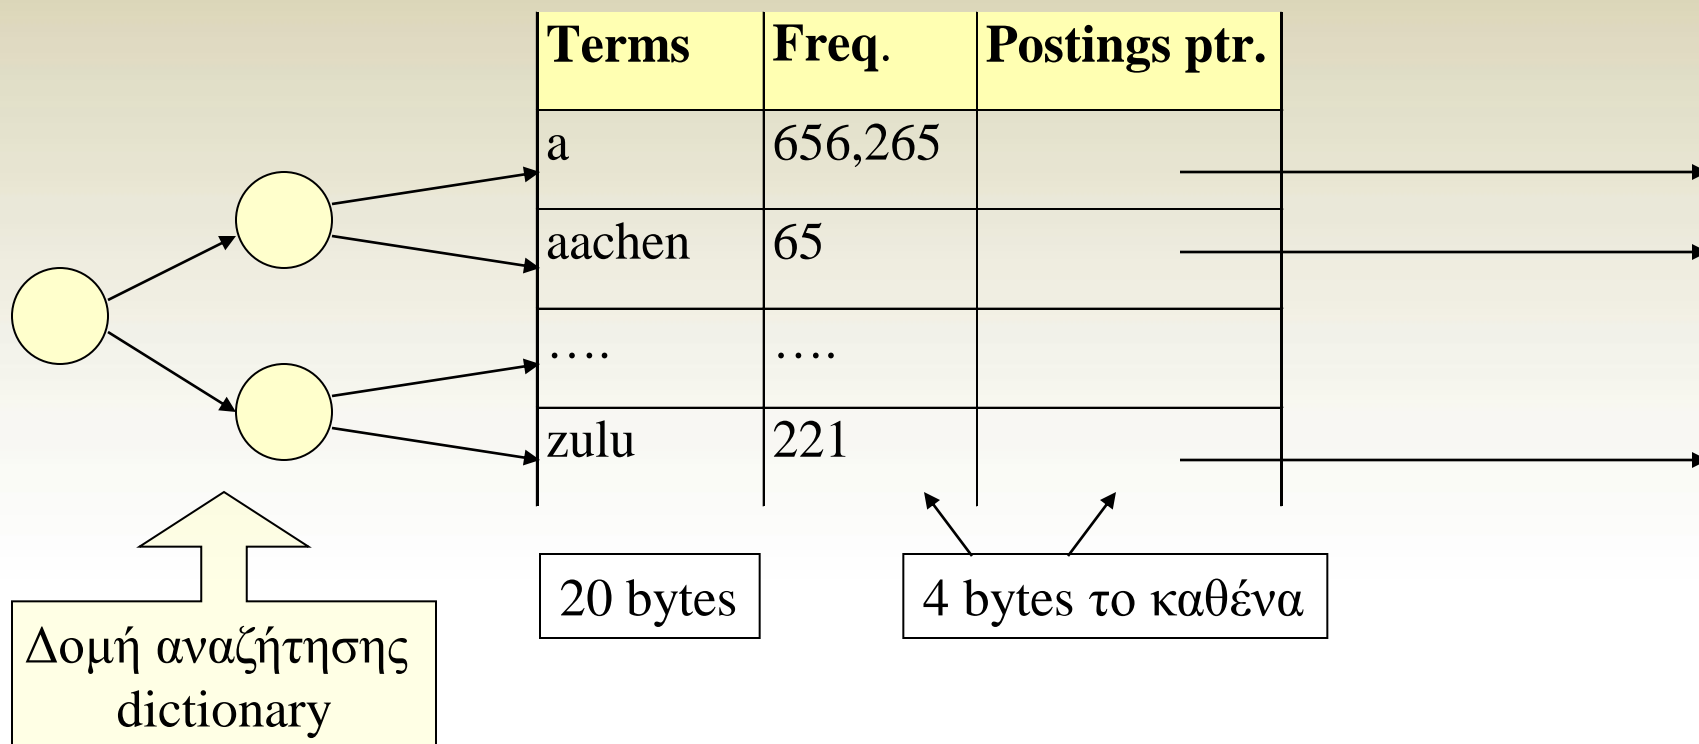 Terms Freq. Postings ptr.
a 656,265
aachen 65
…. ….
zulu 221
20 bytes 4 bytes το καθένα
Δομή αναζήτησης
dictionary